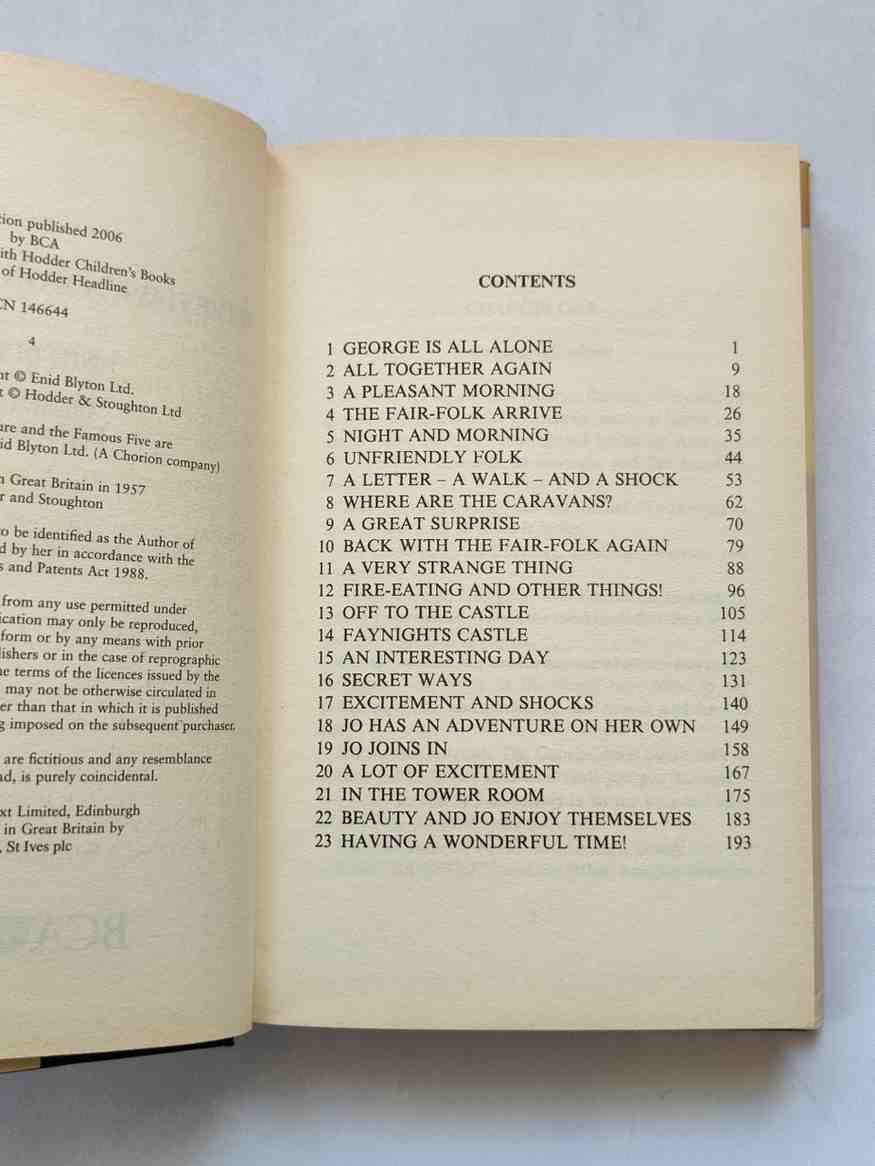 published 2006
by BCA
with Hodder Children's Books
of Hodder Headline
CN 146644
4
© Enid Blyton Ltd.
© Hodder & Stoughton Ltd
and the Famous Five are
Blyton Ltd. (A Chorion company)
Great Britain in 1957
and Stoughton
to be identified as the Author of
by her in accordance with the
and Patents Act 1988.
from any use permitted under
may only be reproduced,
form or by any means with prior
or in the case of reprographic
terms of the licences issued by the
may not be otherwise circulated in
than that in which it is published
imposed on the subsequent purchaser.
are fictitious and any resemblance
is purely coincidental.
Limited, Edinburgh
in Great Britain by
St Ives plc
CONTENTS
1 GEORGE IS ALL ALONE 1
2 ALL TOGETHER AGAIN 9
3 A PLEASANT MORNING 18
4 THE FAIR-FOLK ARRIVE 26
5 NIGHT AND MORNING 35
6 UNFRIENDLY FOLK 44
7 A LETTER – A WALK – AND A SHOCK 53
8 WHERE ARE THE CARAVANS? 62
9 A GREAT SURPRISE 70
10 BACK WITH THE FAIR-FOLK AGAIN 79
11 A VERY STRANGE THING 88
12 FIRE-EATING AND OTHER THINGS! 96
13 OFF TO THE CASTLE 105
14 FAYNIGHTS CASTLE 114
15 AN INTERESTING DAY 123
16 SECRET WAYS 131
17 EXCITEMENT AND SHOCKS 140
18 JO HAS AN ADVENTURE ON HER OWN 149
19 JO JOINS IN 158
20 A LOT OF EXCITEMENT 167
21 IN THE TOWER ROOM 175
22 BEAUTY AND JO ENJOY THEMSELVES 183
23 HAVING A WONDERFUL TIME! 193